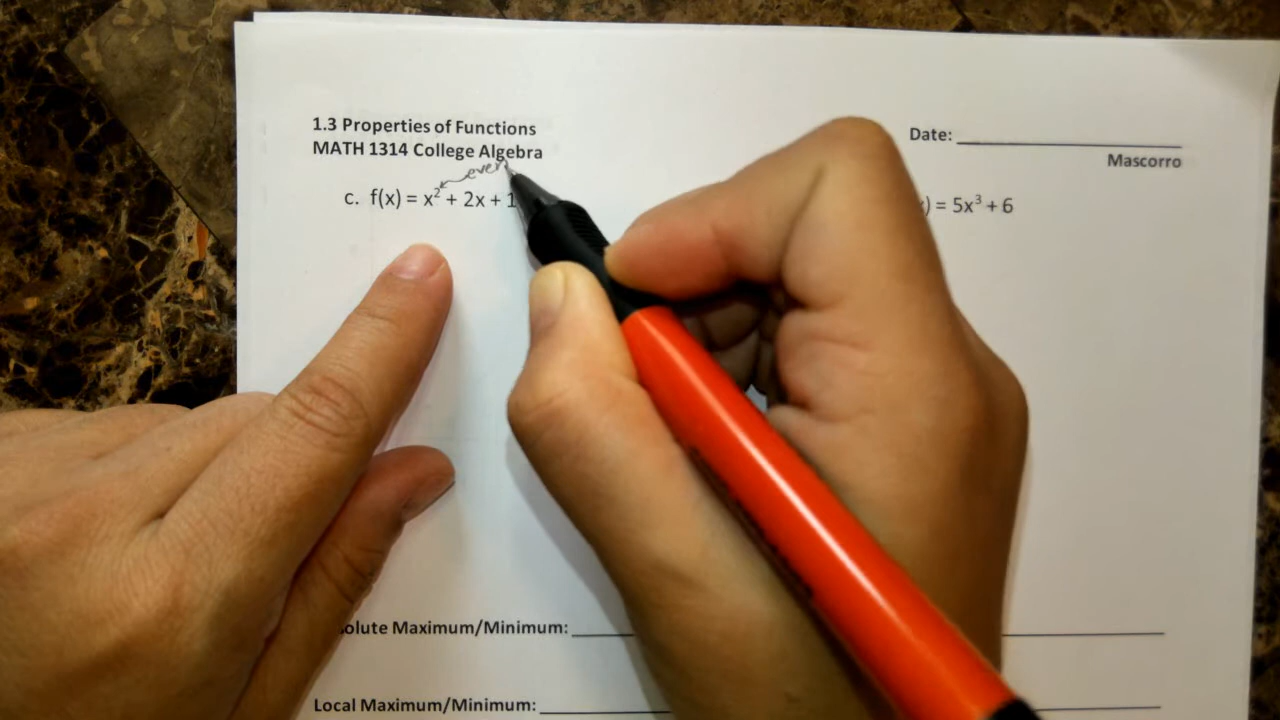 1.3 Properties of Functions
MATH 1314 College Algebra
Date:
Mascorro
even
c. f(x) = x² + 2x + 1
) = 5x³ + 6
olute Maximum/Minimum:
Local Maximum/Minimum: